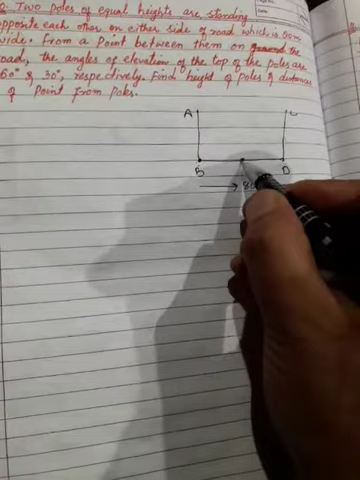 Q. Two poles of equal heights are standing
opposite each other on either side of road which is 80m
wide. From a Point between them on the
road, the angles of elevation of the top of the poles are
60° & 30°, respectively. Find height of poles & distances
of Point from Poles.
A
B D